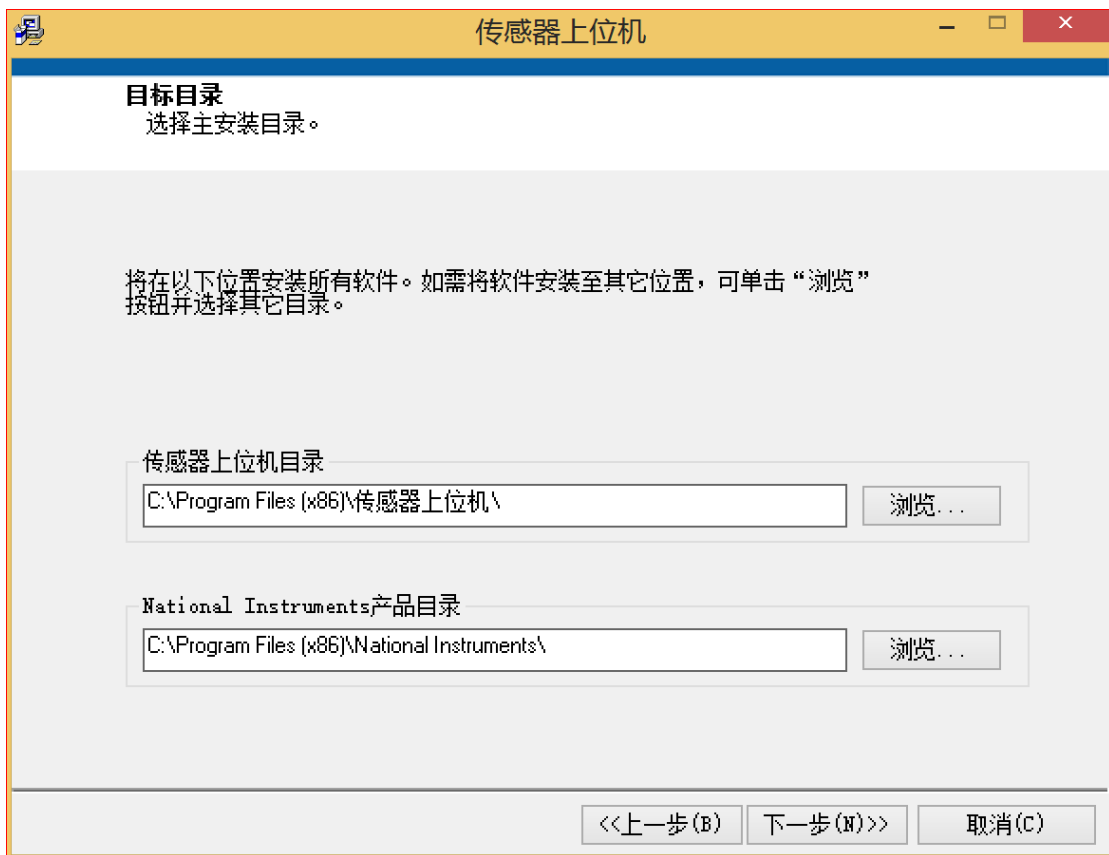 传感器上位机
目标目录
选择主安装目录。
将在以下位置安装所有软件。如需将软件安装至其它位置，可单击“浏览”
按钮并选择其它目录。
传感器上位机目录
C:\Program Files (x86)\传感器上位机\
浏览...
National Instruments产品目录
C:\Program Files (x86)\National Instruments\
浏览...
<<上一步(B)
下一步(N)>>
取消(C)